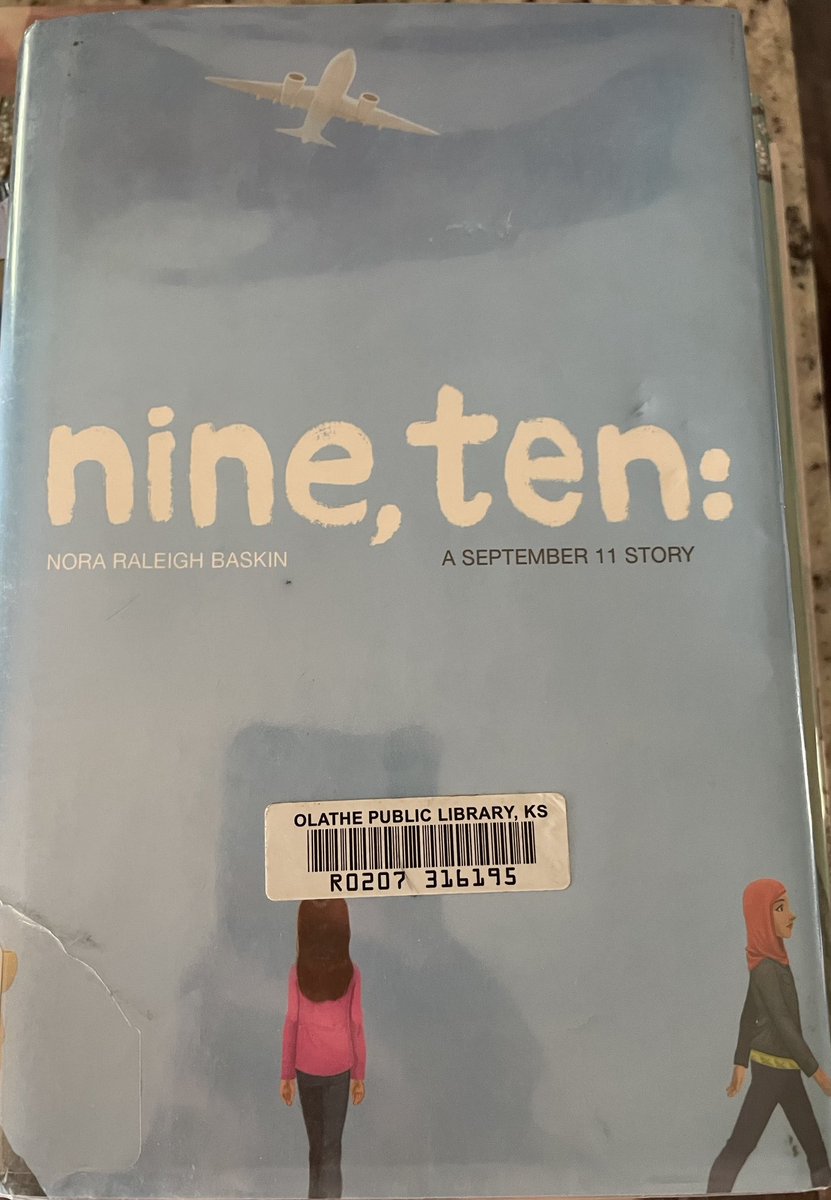 nine, ten:
NORA RALEIGH BASKIN
A SEPTEMBER 11 STORY
OLATHE PUBLIC LIBRARY, KS
R0207 316195